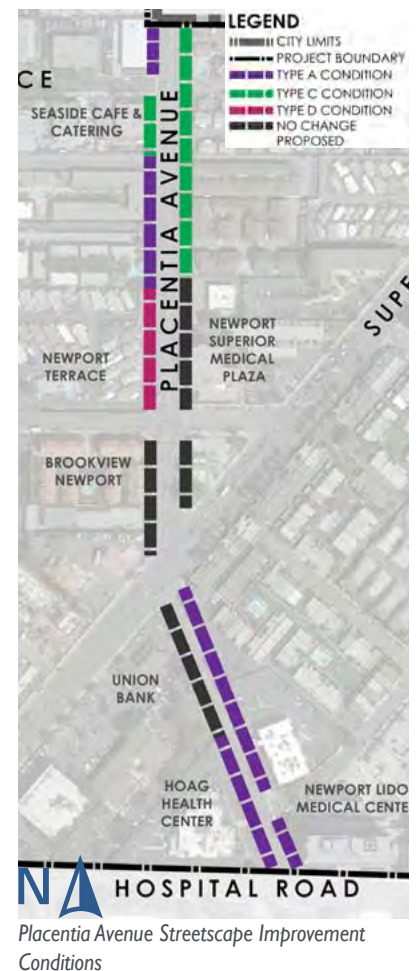 LEGEND
CITY LIMITS
PROJECT BOUNDARY
TYPE A CONDITION
TYPE C CONDITION
TYPE D CONDITION
NO CHANGE
PROPOSED
CE
SEASIDE CAFE &
CATERING
PLACENTIA AVENUE
SUPE
NEWPORT
SUPERIOR
MEDICAL
PLAZA
NEWPORT
TERRACE
BROOKVIEW
NEWPORT
UNION
BANK
HOAG
HEALTH
CENTER
NEWPORT LIDO
MEDICAL CENTE
N
HOSPITAL ROAD
Placentia Avenue Streetscape Improvement
Conditions